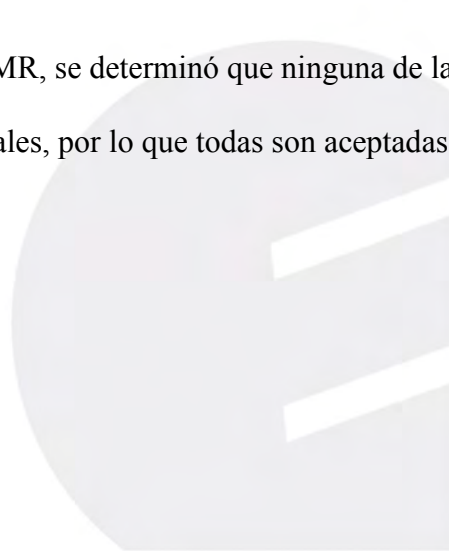 MR, se determinó que ninguna de la
ales, por lo que todas son aceptadas